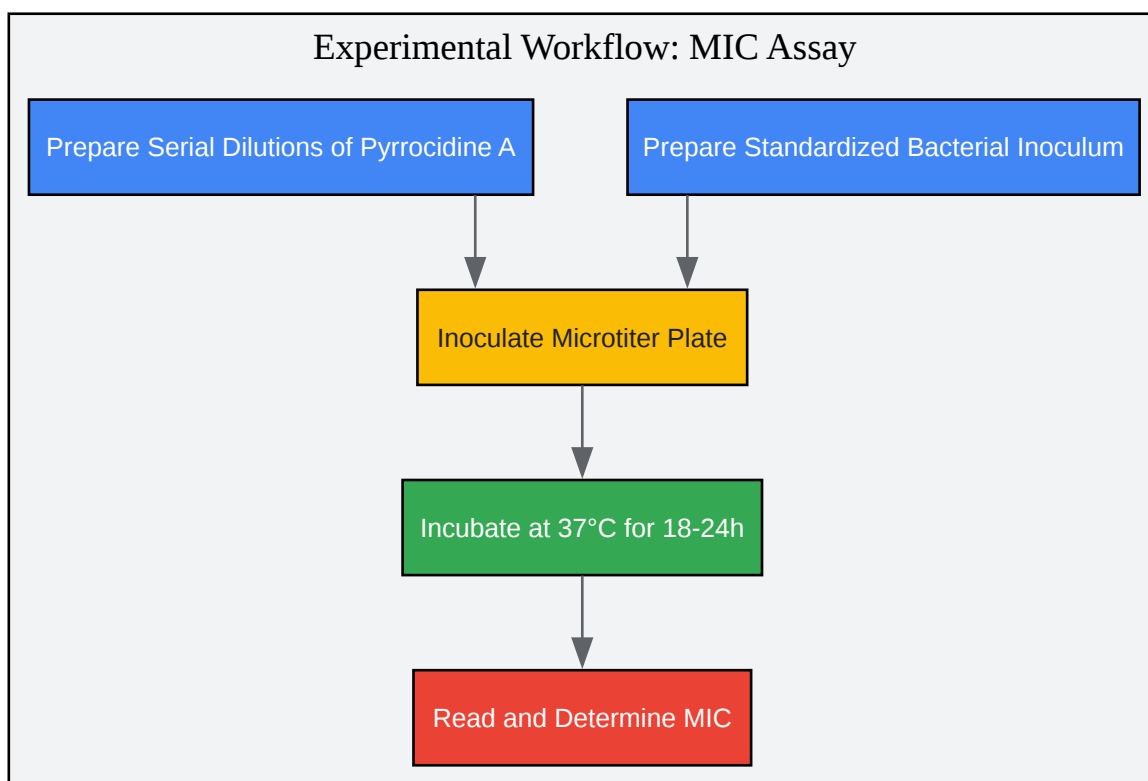 Experimental Workflow: MIC Assay
Prepare Serial Dilutions of Pyrrocidine A
Prepare Standardized Bacterial Inoculum
Inoculate Microtiter Plate
Incubate at 37°C for 18-24h
Read and Determine MIC